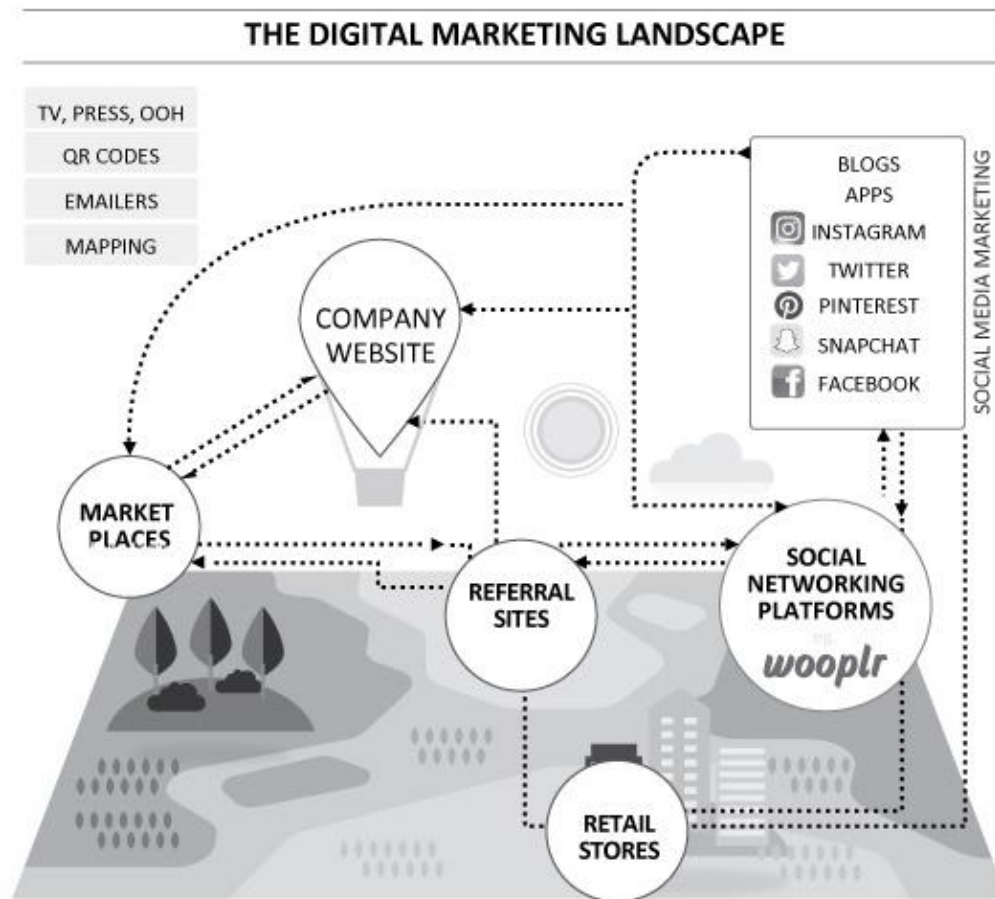 THE DIGITAL MARKETING LANDSCAPE
TV, PRESS, OOH
QR CODES
EMAILERS
MAPPING
BLOGS
APPS
INSTAGRAM
TWITTER
PINTEREST
SNAPCHAT
FACEBOOK
SOCIAL MEDIA MARKETING
COMPANY
WEBSITE
MARKET
PLACES
REFERRAL
SITES
SOCIAL
NETWORKING
PLATFORMS
wooplr
RETAIL
STORES